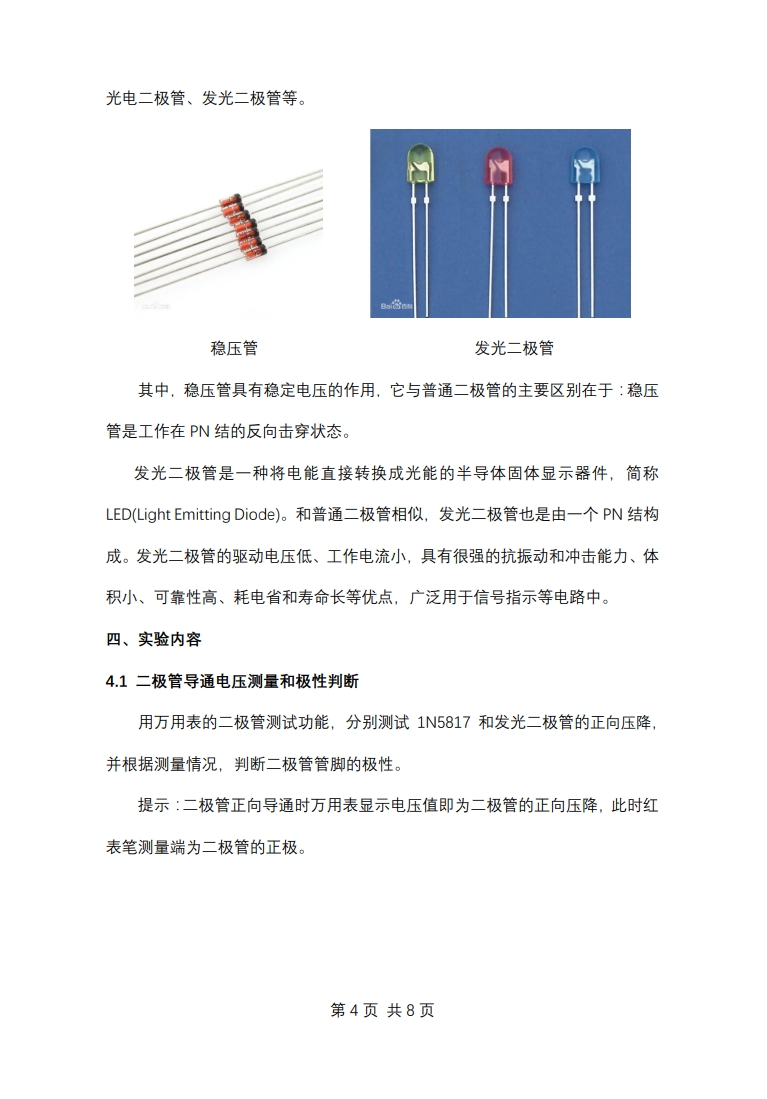 光电二极管、发光二极管等。
Baidu百科
稳压管 发光二极管
其中，稳压管具有稳定电压的作用，它与普通二极管的主要区别在于：稳压
管是工作在 PN 结的反向击穿状态。
发光二极管是一种将电能直接转换成光能的半导体固体显示器件，简称
LED(Light Emitting Diode)。和普通二极管相似，发光二极管也是由一个 PN 结构
成。发光二极管的驱动电压低、工作电流小，具有很强的抗振动和冲击能力、体
积小、可靠性高、耗电省和寿命长等优点，广泛用于信号指示等电路中。
四、实验内容
4.1 二极管导通电压测量和极性判断
用万用表的二极管测试功能，分别测试 1N5817 和发光二极管的正向压降，
并根据测量情况，判断二极管管脚的极性。
提示：二极管正向导通时万用表显示电压值即为二极管的正向压降，此时红
表笔测量端为二极管的正极。
第 4 页 共 8 页